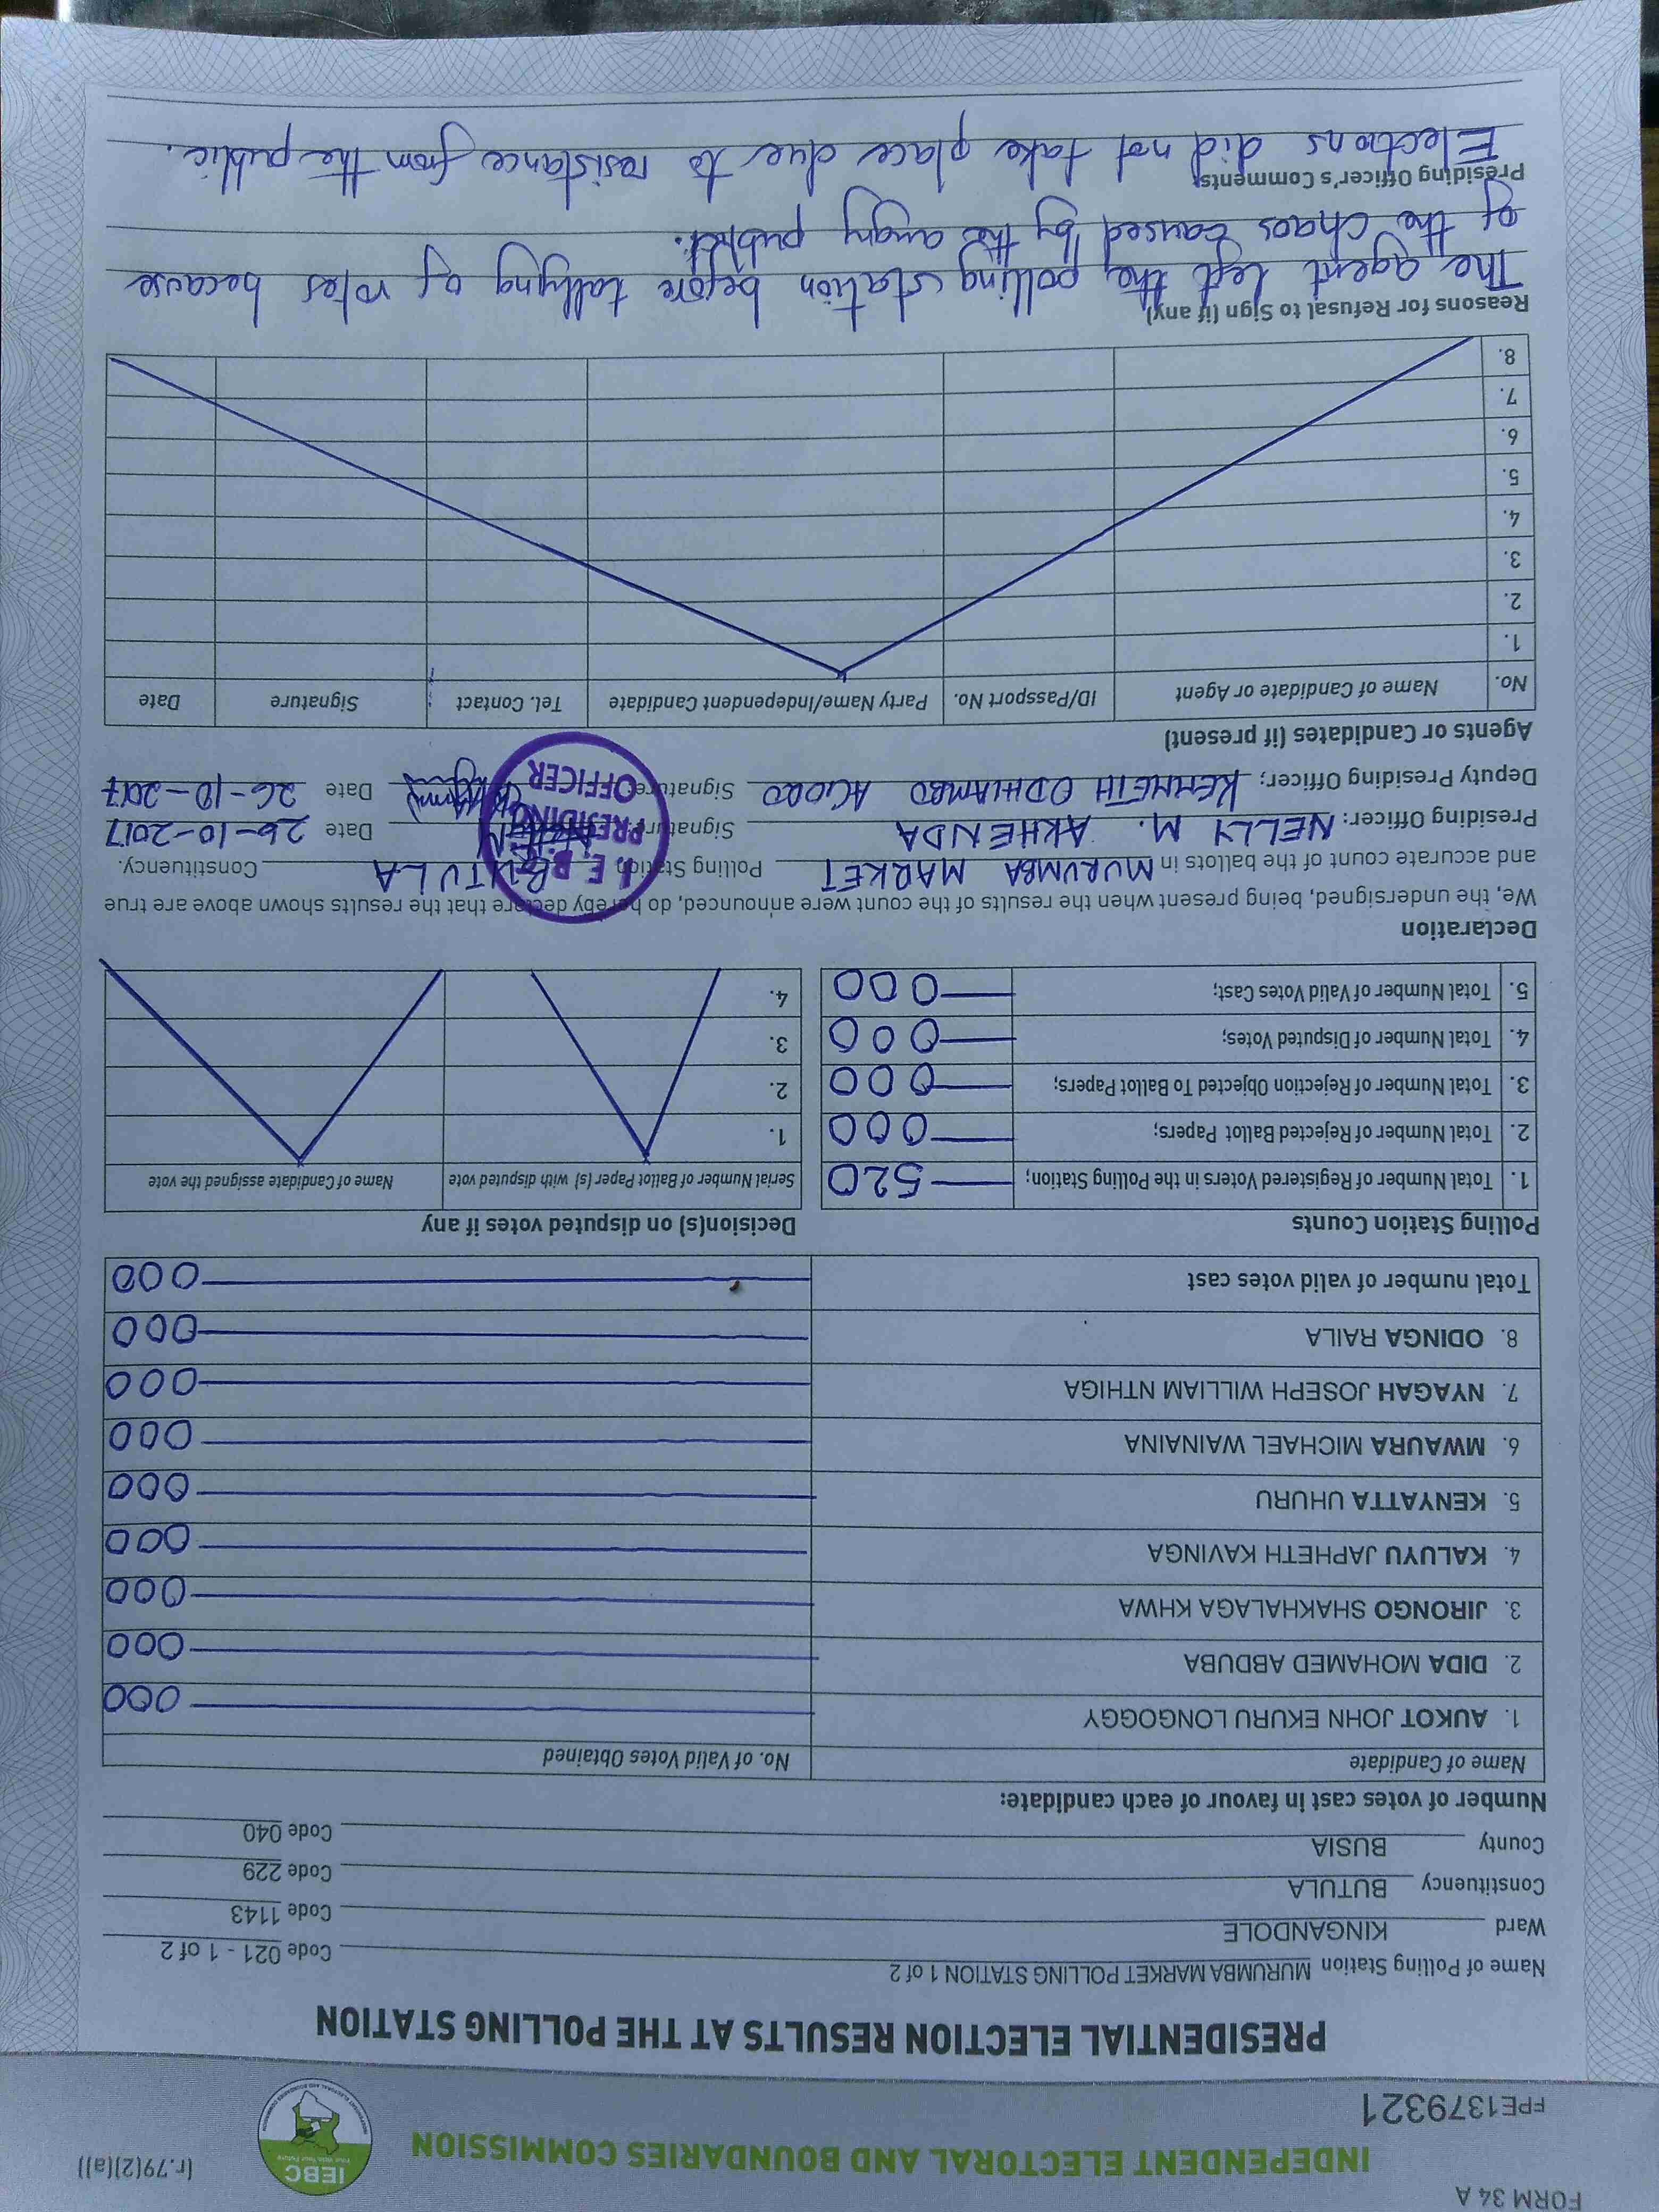 FORM 34 A
(r.79(2)(a))
INDEPENDENT ELECTORAL AND BOUNDARIES COMMISSION
IEBC
FPE1379321
PRESIDENTIAL ELECTION RESULTS AT THE POLLING STATION
Name of Polling Station MURUMBA MARKET POLLING STATION 1 of 2 Code 021 - 1 of 2
Ward KINGANDOLE Code 1143
Constituency BUTULA Code 229
County BUSIA Code 040
Number of votes cast in favour of each candidate:
Name of Candidate No. of Valid Votes Obtained
1. AUKOT JOHN EKURU LONGOGGY 000
2. DIDA MOHAMED ABDUBA 000
3. JIRONGO SHAKHALAGA KHWA 000
4. KALUYU JAPHETH KAVINGA 000
5. KENYATTA UHURU 000
6. MWAURA MICHAEL WAINAINA 000
7. NYAGAH JOSEPH WILLIAM NTHIGA 000
8. ODINGA RAILA 000
Total number of valid votes cast 000
Polling Station Counts
1. Total Number of Registered Voters in the Polling Station; 520
2. Total Number of Rejected Ballot Papers; 000
3. Total Number of Rejection Objected To Ballot Papers; 000
4. Total Number of Disputed Votes; 000
5. Total Number of Valid Votes Cast; 000
Decision(s) on disputed votes if any
Serial Number of Ballot Paper (s) with disputed vote Name of Candidate assigned the vote
1.
2.
3.
4.
Declaration
We, the undersigned, being present when the results of the count were announced, do hereby declare that the results shown above are true
and accurate count of the ballots in MURUMBA MARKET Polling Station BUTULA Constituency.
Presiding Officer: NELLY M. AKHENDA Signature Date 26-10-2017
Deputy Presiding Officer: KENNETH ODHIAMBO AGORO Signature Date 26-10-2017
I. E. B. C
PRESIDING
OFFICER
Agents or Candidates (if present)
No. Name of Candidate or Agent ID/Passport No. Party Name/Independent Candidate Tel. Contact Signature Date
1.
2.
3.
4.
5.
6.
7.
8.
Reasons for Refusal to Sign (if any)
The agent left the polling station before tallying of votes because
of the chaos caused by the angry public.
Presiding Officer's Comments
Elections did not take place due to resistance from the public.